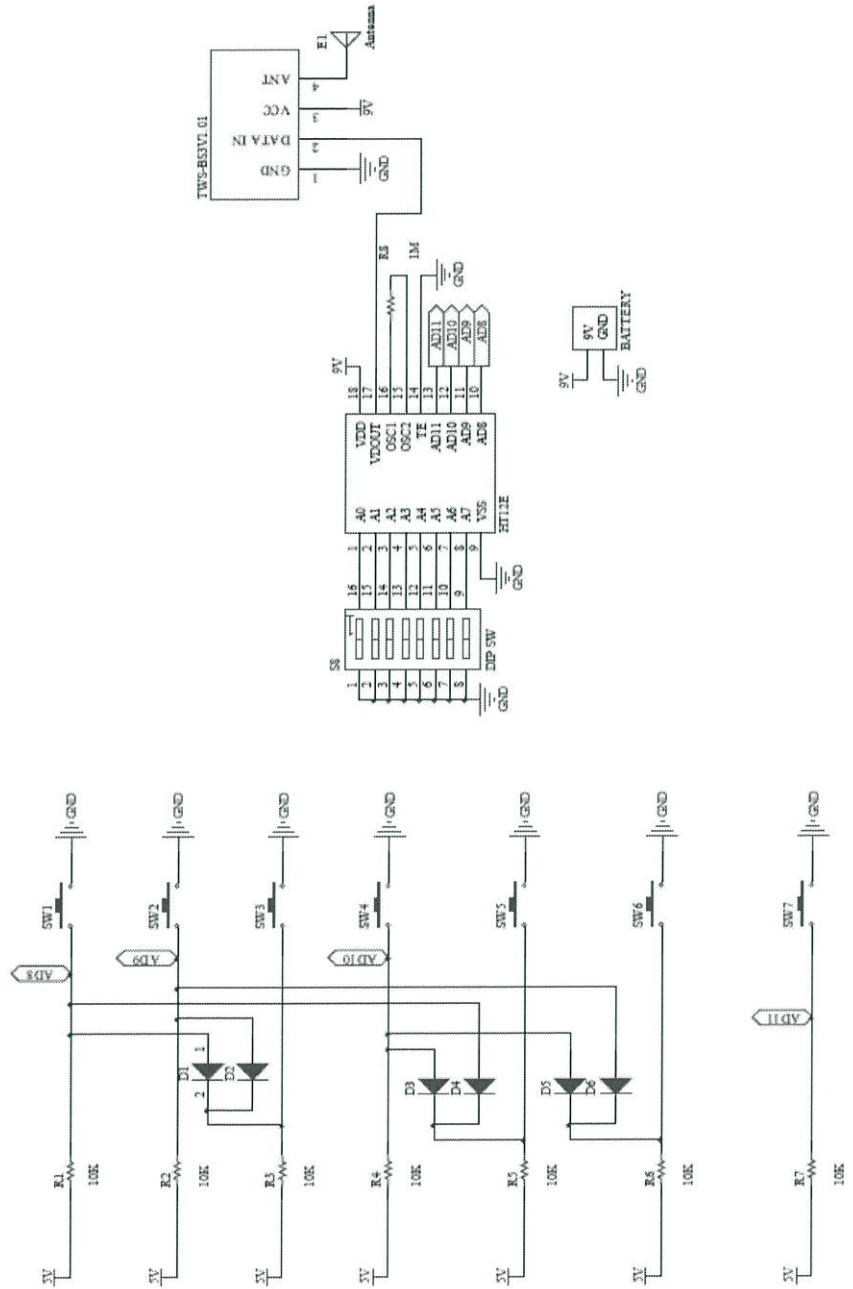 TWS-BS3V1.01
GND
DATA IN
VCC
ANT
1
2
3
4
E1
Antenna
GND
9V
R8
1M
GND
9V
18
17
16
15
14
13
12
11
10
VDD
VDOUT
OSC1
OSC2
TE
AD11
AD10
AD9
AD8
AD11
AD10
AD9
AD8
A0
A1
A2
A3
A4
A5
A6
A7
VSS
HT12E
1
2
3
4
5
6
7
8
9
GND
16
15
14
13
12
11
10
9
S8
DIP SW
1
2
3
4
5
6
7
8
GND
9V
9V
GND
BATTERY
GND
5V
R1
10K
AD8
SW1
GND
5V
R2
10K
AD9
SW2
GND
D1
1
2
D2
5V
R3
10K
SW3
GND
5V
R4
10K
AD10
SW4
GND
D3
D4
5V
R5
10K
SW5
GND
D5
D6
5V
R6
10K
SW6
GND
5V
R7
10K
AD11
SW7
GND